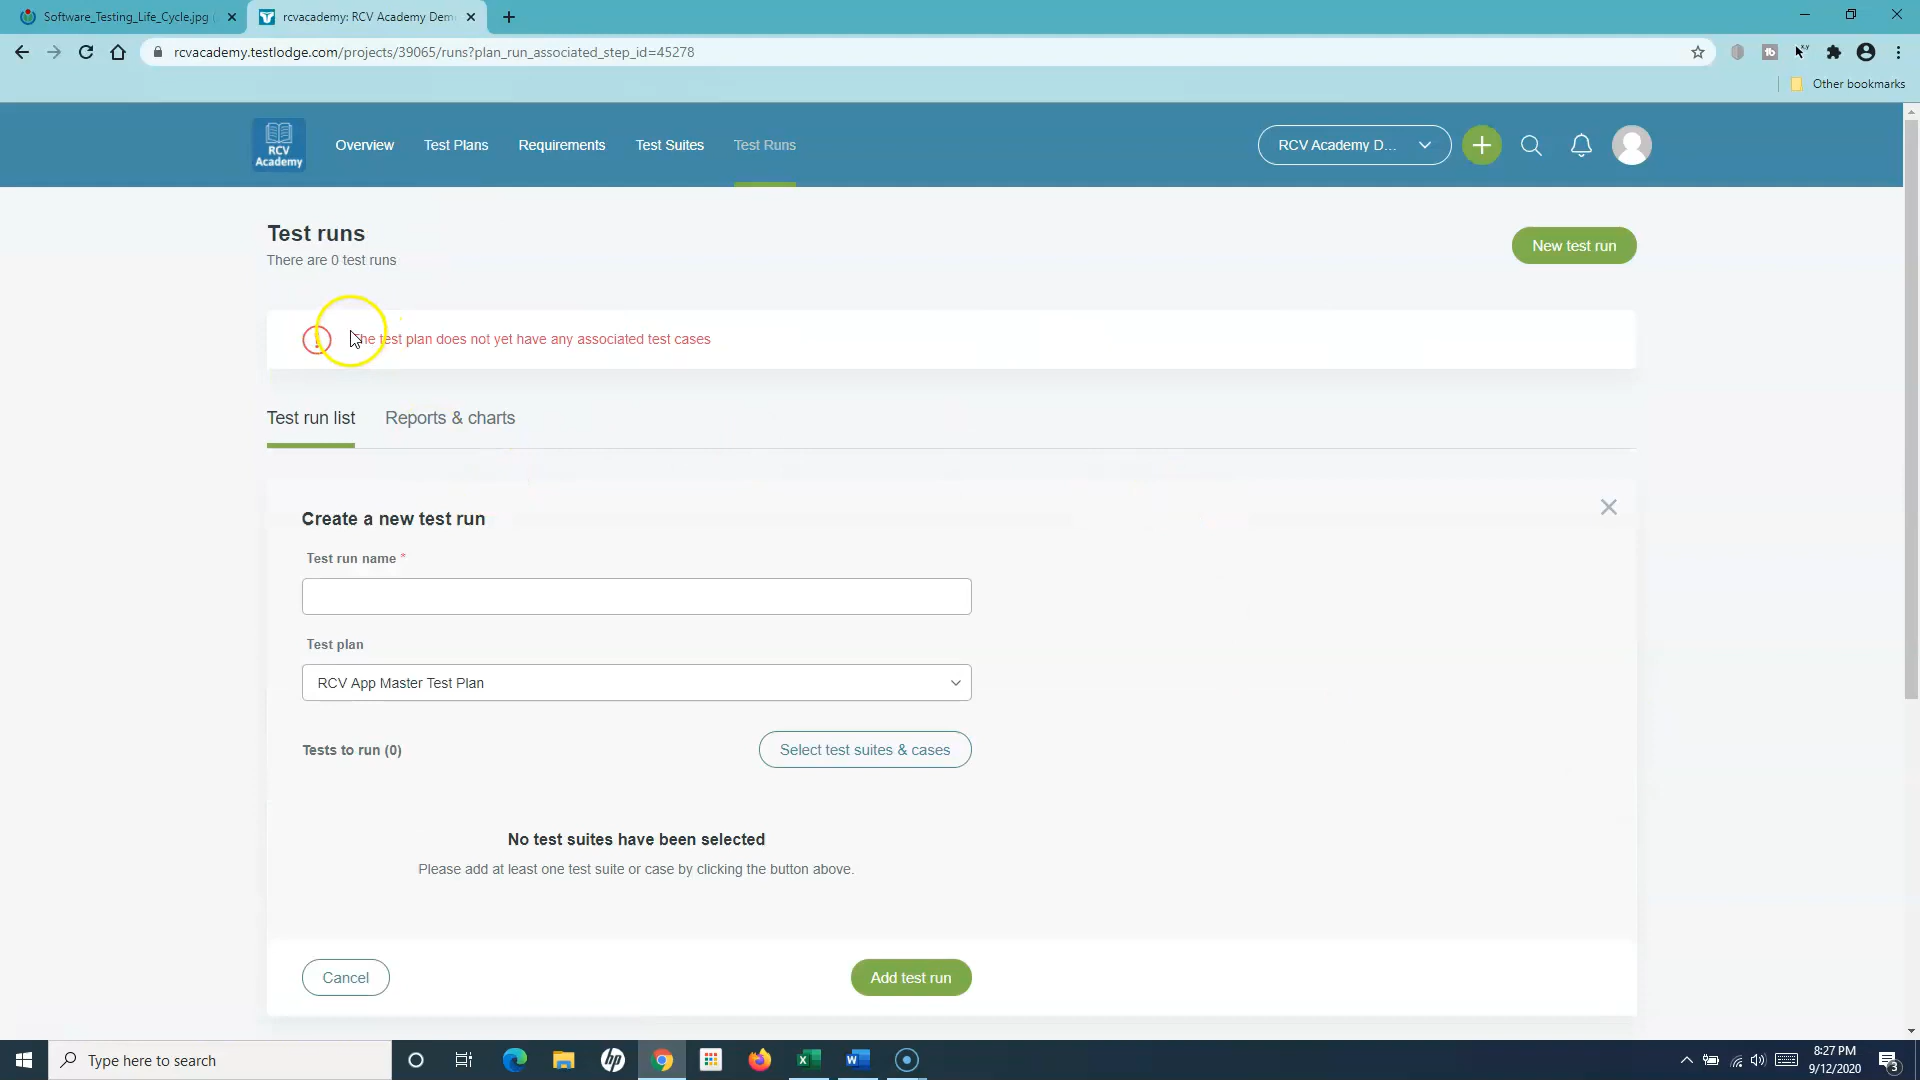 Software_Testing_Life_Cycle.jpg
rcvacademy: RCV Academy Dem
rcvacademy.testlodge.com/projects/39065/runs?plan_run_associated_step_id=45278
Other bookmarks
RCV Academy
Overview
Test Plans
Requirements
Test Suites
Test Runs
RCV Academy D...
Test runs
There are 0 test runs
New test run
The test plan does not yet have any associated test cases
Test run list
Reports & charts
Create a new test run
Test run name *
Test plan
RCV App Master Test Plan
Tests to run (0)
Select test suites & cases
No test suites have been selected
Please add at least one test suite or case by clicking the button above.
Cancel
Add test run
Type here to search
8:27 PM
9/12/2020
3